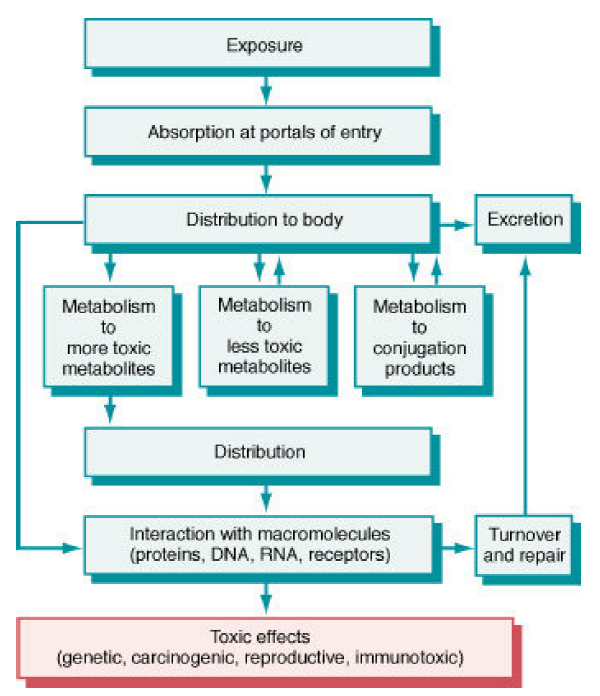 Exposure
Absorption at portals of entry
Distribution to body
Excretion
Metabolism
to
more toxic
metabolites
Metabolism
to
less toxic
metabolites
Metabolism
to
conjugation
products
Distribution
Interaction with macromolecules
(proteins, DNA, RNA, receptors)
Turnover
and repair
Toxic effects
(genetic, carcinogenic, reproductive, immunotoxic)